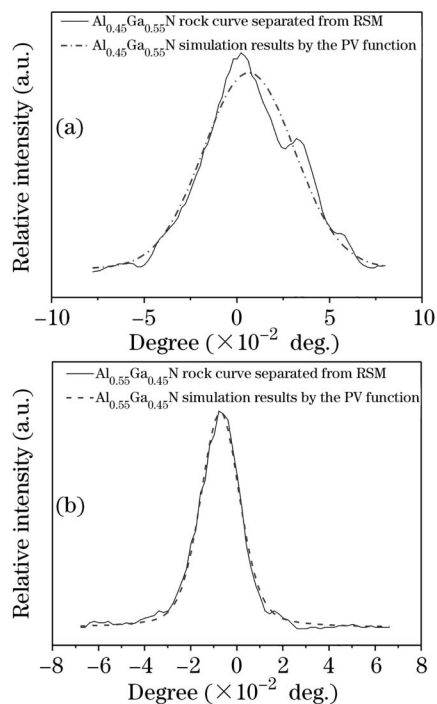 Al0.45Ga0.55N rock curve separated from RSM
Al0.45Ga0.55N simulation results by the PV function
(a)
Relative intensity (a.u.)
−10 −5 0 5 10
Degree (×10−2 deg.)
Al0.55Ga0.45N rock curve separated from RSM
Al0.55Ga0.45N simulation results by the PV function
(b)
Relative intensity (a.u.)
−8 −6 −4 −2 0 2 4 6 8
Degree (×10−2 deg.)